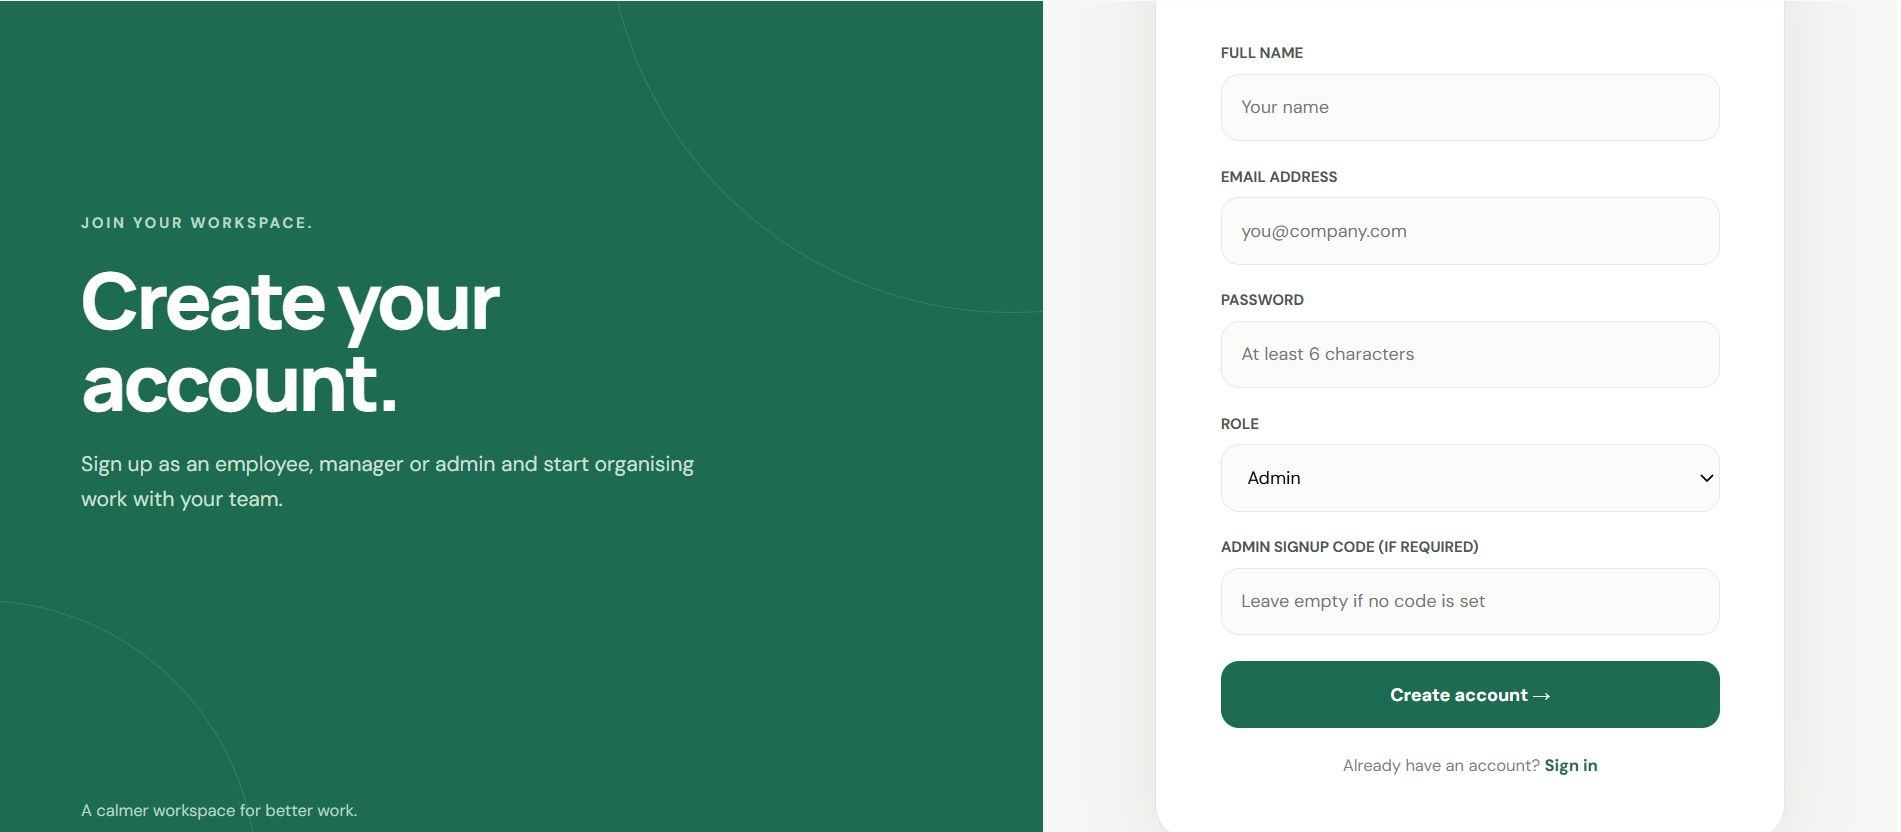 JOIN YOUR WORKSPACE.
Create your
account.
Sign up as an employee, manager or admin and start organising
work with your team.
A calmer workspace for better work.
FULL NAME
Your name
EMAIL ADDRESS
you@company.com
PASSWORD
At least 6 characters
ROLE
Admin
ADMIN SIGNUP CODE (IF REQUIRED)
Leave empty if no code is set
Create account →
Already have an account? Sign in